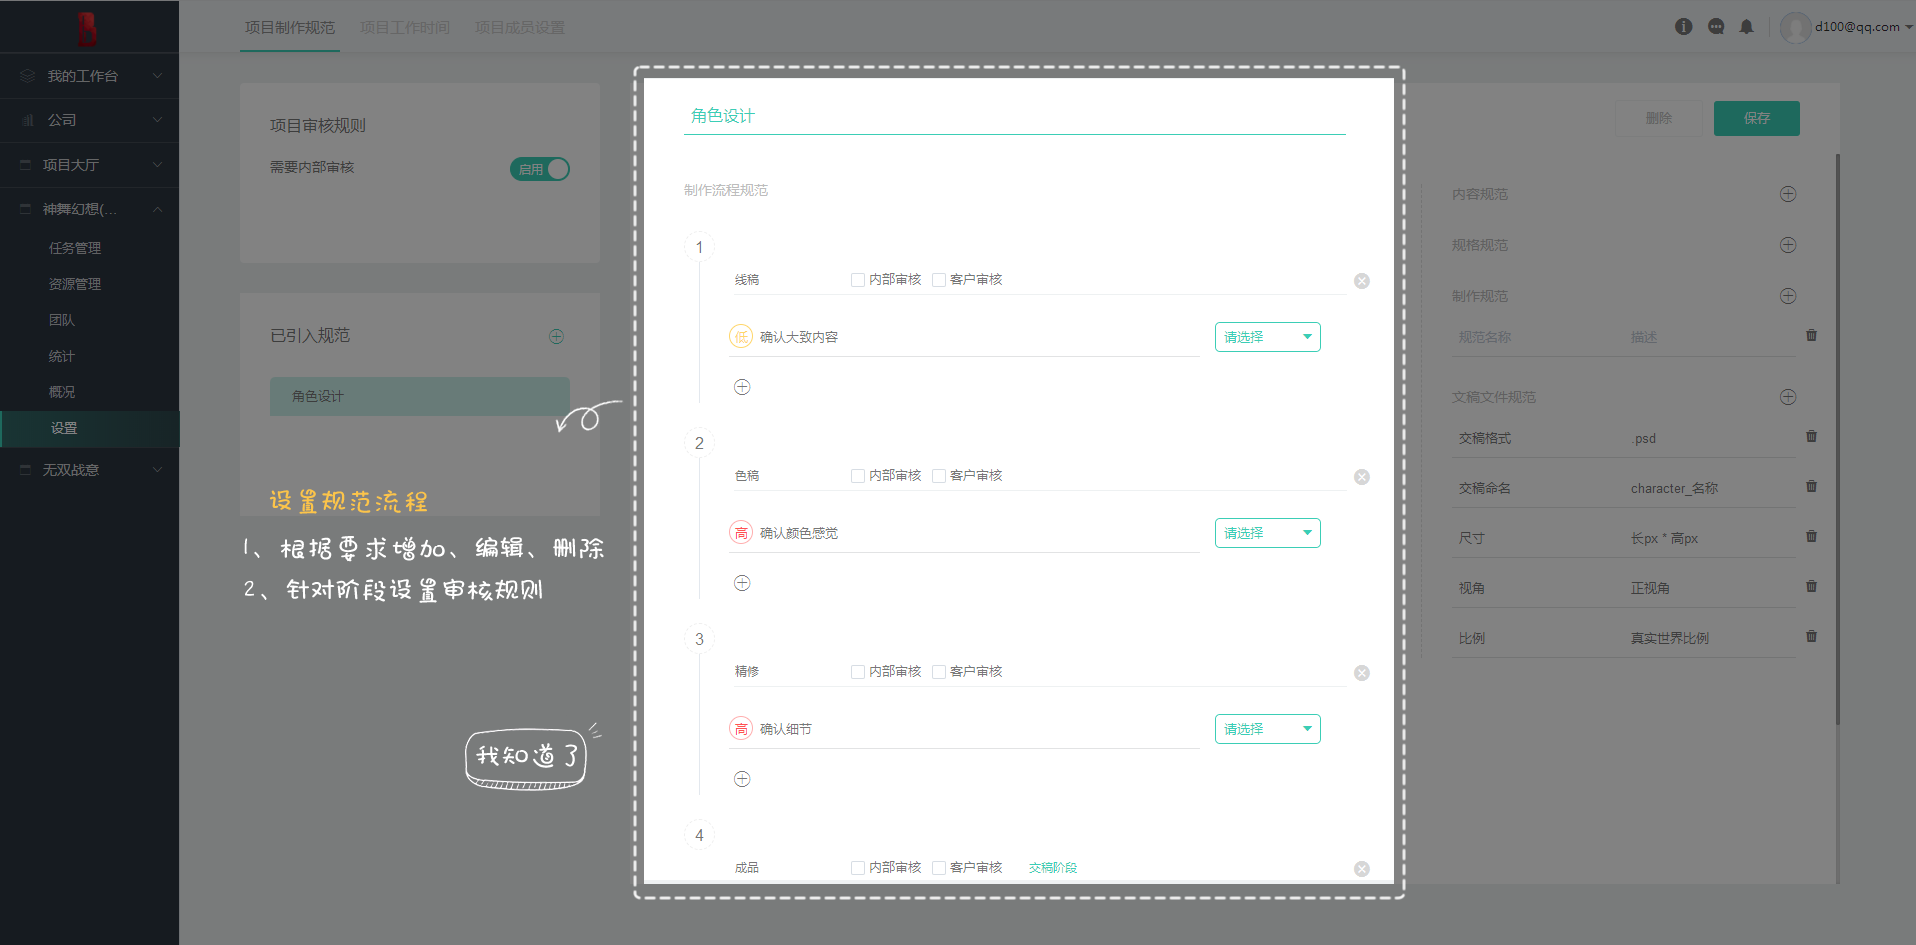 项目制作规范 项目工作时间 项目成员设置
d100@qq.com
我的工作台
公司
项目大厅
神舞幻想(...
任务管理
资源管理
团队
统计
概况
设置
无双战意
项目审核规则
需要内部审核 启用
已引入规范
角色设计
设置规范流程
1、根据要求增加、编辑、删除
2、针对阶段设置审核规则
我知道了
角色设计
制作流程规范
1
线稿 内部审核 客户审核
低 确认大致内容 请选择
2
色稿 内部审核 客户审核
高 确认颜色感觉 请选择
3
精修 内部审核 客户审核
高 确认细节 请选择
4
成品 内部审核 客户审核 交稿阶段
删除 保存
内容规范
规格规范
制作规范
规范名称 描述
文稿文件规范
交稿格式 .psd
交稿命名 character_名称
尺寸 长px * 高px
视角 正视角
比例 真实世界比例